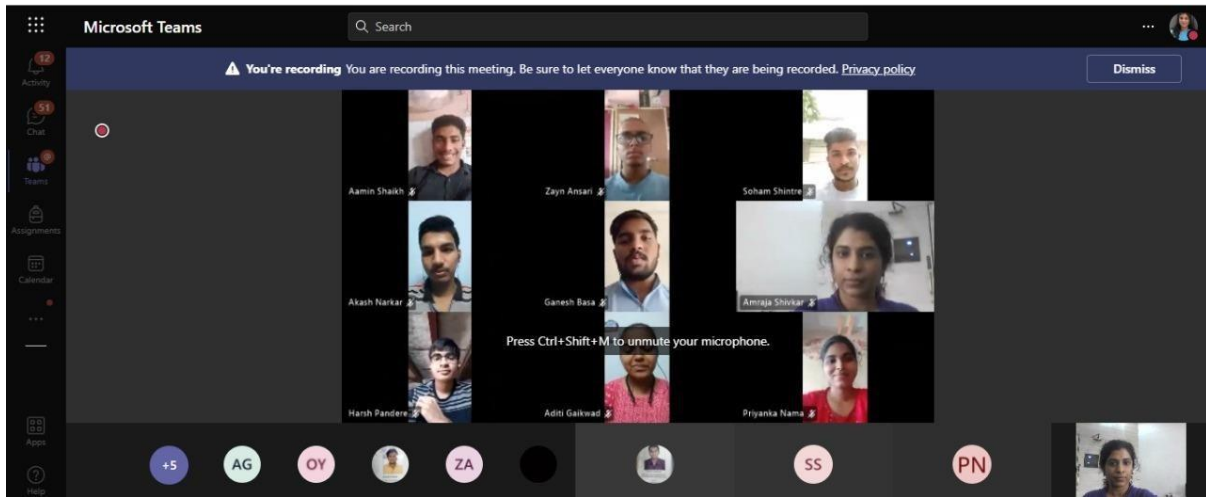 Microsoft Teams
Search
...
12
Activity
You're recording You are recording this meeting. Be sure to let everyone know that they are being recorded. Privacy policy
Dismiss
51
Chat
Teams
Assignments
Calendar
...
Apps
Help
Aamin Shaikh
Zayn Ansari
Soham Shintre
Akash Narkar
Ganesh Basa
Amraja Shivkar
Press Ctrl+Shift+M to unmute your microphone.
Harsh Pandere
Aditi Gaikwad
Priyanka Nama
+5
AG
OY
ZA
SS
PN